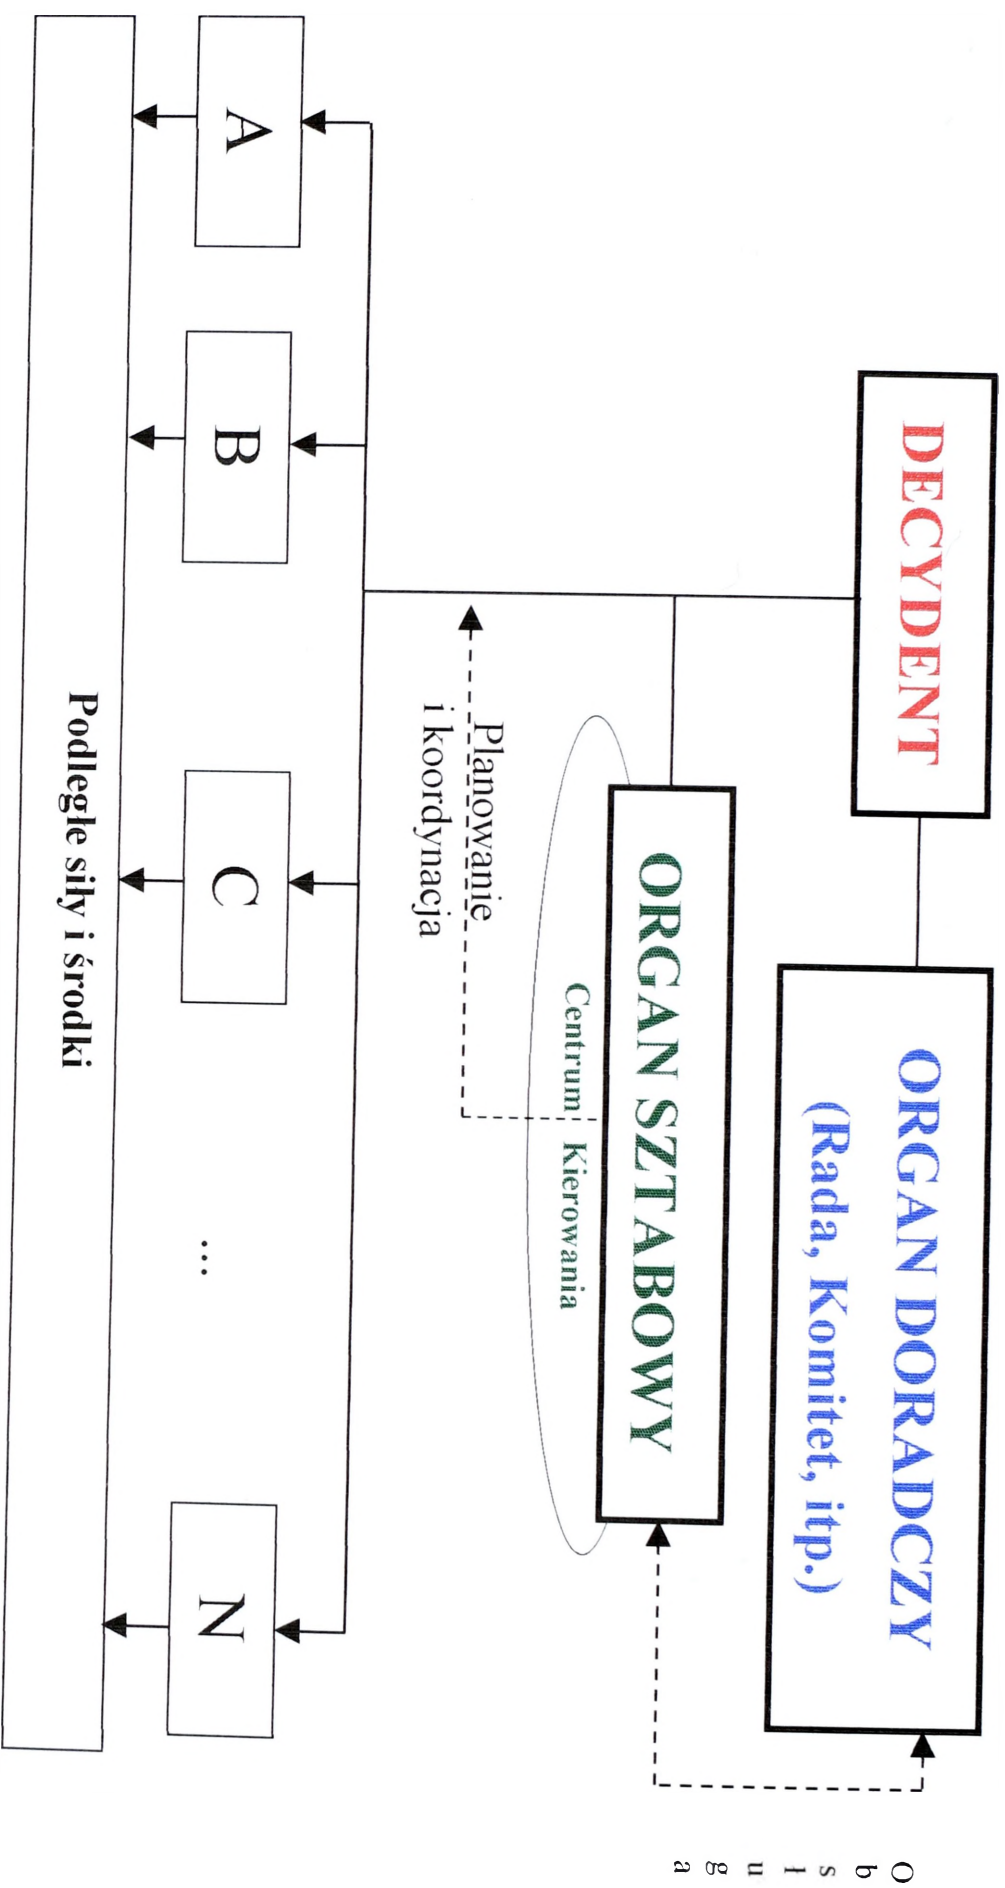 DECYDENT
ORGAN DORADCZY
(Rada, Komitet, itp.)
Obsługa
ORGAN SZTABOWY
Centrum Kierowania
Planowanie
i koordynacja
A
B
C
...
N
Podległe siły i środki